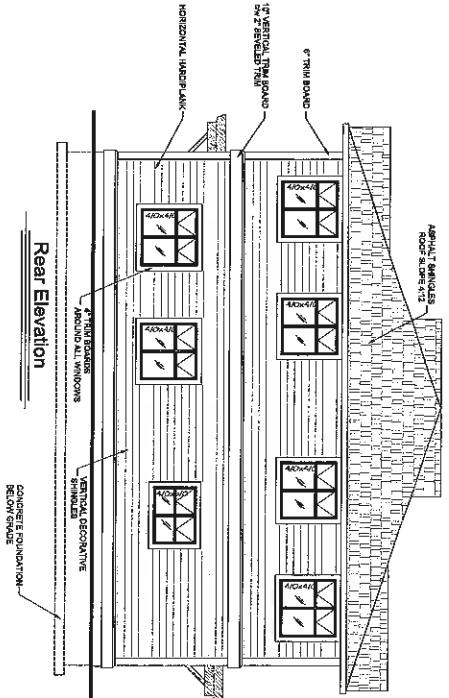 ASPHALT SHINGLES
ROOF SLOPE 4:12
6" TRIM BOARD
10" VERTICAL TRIM BOARD
c/w 2" BEVELED TRIM
HORIZONTAL HARDIPLANK
4/0x4/0
4/0x4/0
4/0x4/0
4/0x4/0
4/0x4/0
4/0x4/0
4" TRIM BOARDS
AROUND ALL WINDOWS
VERTICAL DECORATIVE
SHINGLES
CONCRETE FOUNDATION
BELOW GRADE
Rear Elevation